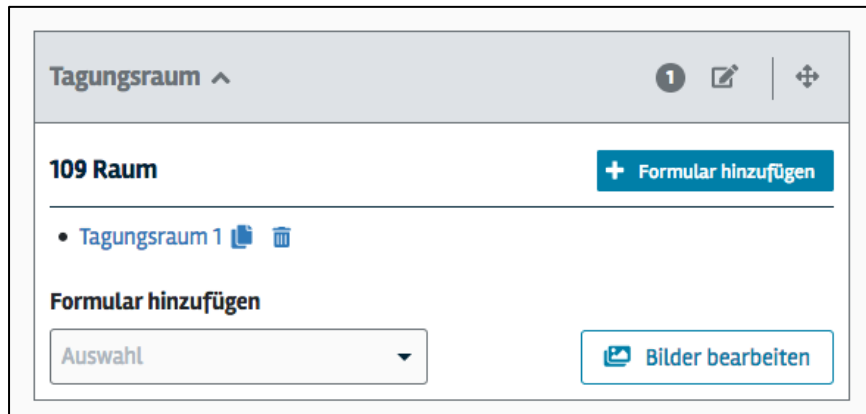 Tagungsraum
1
109 Raum
+ Formular hinzufügen
• Tagungsraum 1
Formular hinzufügen
Auswahl
Bilder bearbeiten